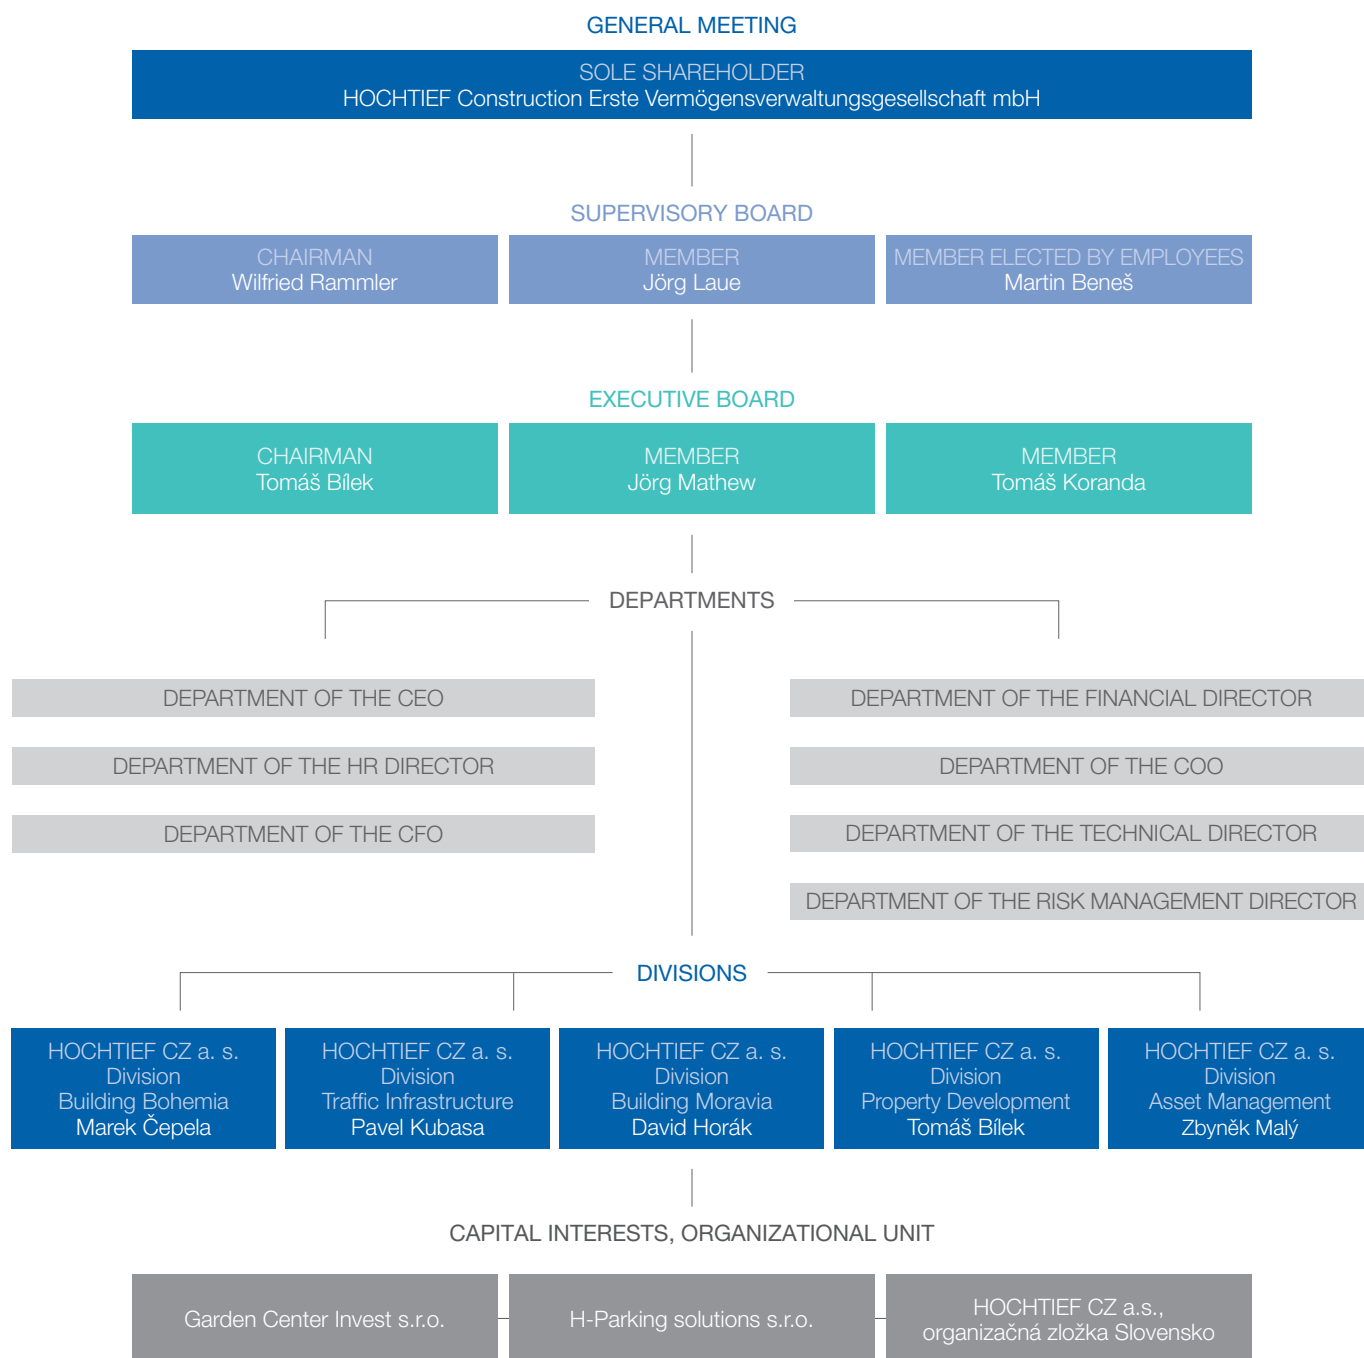 GENERAL MEETING
SOLE SHAREHOLDER
HOCHTIEF Construction Erste Vermögensverwaltungsgesellschaft mbH
SUPERVISORY BOARD
CHAIRMAN
Wilfried Rammler
MEMBER
Jörg Laue
MEMBER ELECTED BY EMPLOYEES
Martin Beneš
EXECUTIVE BOARD
CHAIRMAN
Tomáš Bílek
MEMBER
Jörg Mathew
MEMBER
Tomáš Koranda
DEPARTMENTS
DEPARTMENT OF THE CEO
DEPARTMENT OF THE HR DIRECTOR
DEPARTMENT OF THE CFO
DEPARTMENT OF THE FINANCIAL DIRECTOR
DEPARTMENT OF THE COO
DEPARTMENT OF THE TECHNICAL DIRECTOR
DEPARTMENT OF THE RISK MANAGEMENT DIRECTOR
DIVISIONS
HOCHTIEF CZ a. s.
Division
Building Bohemia
Marek Čepela
HOCHTIEF CZ a. s.
Division
Traffic Infrastructure
Pavel Kubasa
HOCHTIEF CZ a. s.
Division
Building Moravia
David Horák
HOCHTIEF CZ a. s.
Division
Property Development
Tomáš Bílek
HOCHTIEF CZ a. s.
Division
Asset Management
Zbyněk Malý
CAPITAL INTERESTS, ORGANIZATIONAL UNIT
Garden Center Invest s.r.o.
H-Parking solutions s.r.o.
HOCHTIEF CZ a.s.,
organizačná zložka Slovensko